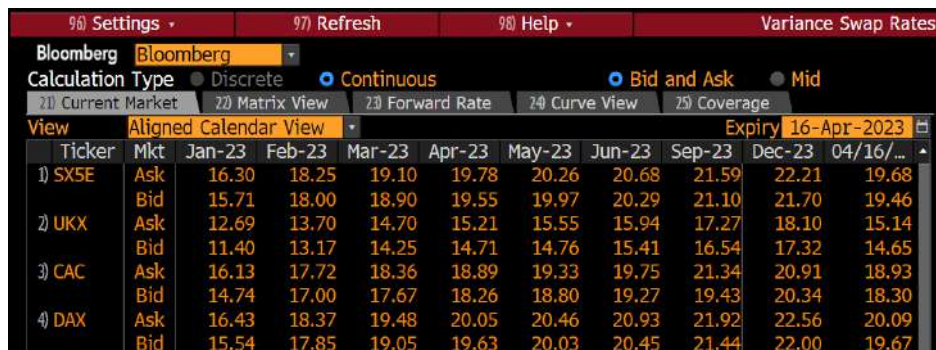 96) Settings 97) Refresh 98) Help Variance Swap Rates
Bloomberg Bloomberg
Calculation Type Discrete Continuous Bid and Ask Mid
21) Current Market 22) Matrix View 23) Forward Rate 24) Curve View 25) Coverage
View Aligned Calendar View Expiry 16-Apr-2023
Ticker Mkt Jan-23 Feb-23 Mar-23 Apr-23 May-23 Jun-23 Sep-23 Dec-23 04/16/...
1) SX5E Ask 16.30 18.25 19.10 19.78 20.26 20.68 21.59 22.21 19.68
Bid 15.71 18.00 18.90 19.55 19.97 20.29 21.10 21.70 19.46
2) UKX Ask 12.69 13.70 14.70 15.21 15.55 15.94 17.27 18.10 15.14
Bid 11.40 13.17 14.25 14.71 14.76 15.41 16.54 17.32 14.65
3) CAC Ask 16.13 17.72 18.36 18.89 19.33 19.75 21.34 20.91 18.93
Bid 14.74 17.00 17.67 18.26 18.80 19.27 19.43 20.34 18.30
4) DAX Ask 16.43 18.37 19.48 20.05 20.46 20.93 21.92 22.56 20.09
Bid 15.54 17.85 19.05 19.63 20.03 20.45 21.44 22.00 19.67